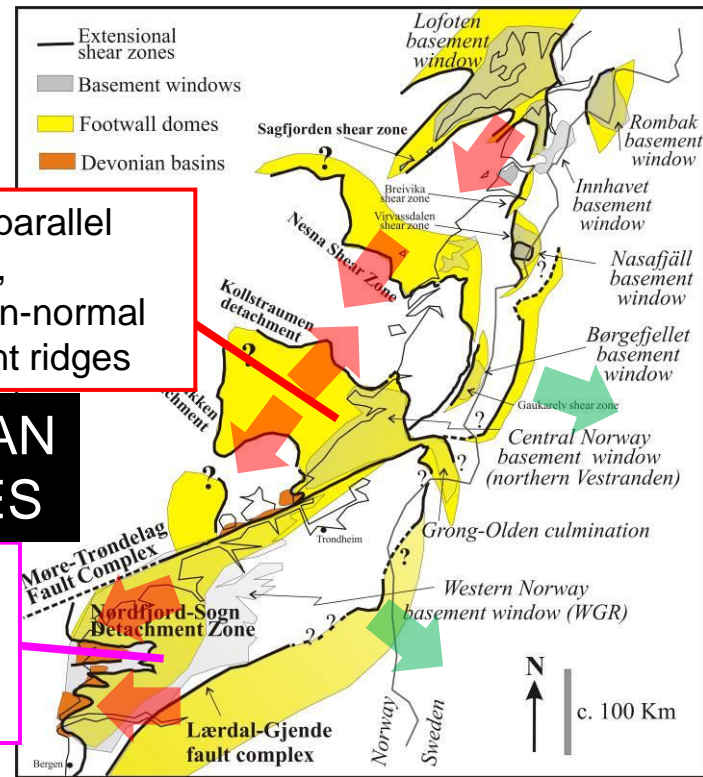 Extensional
shear zones
Basement windows
Footwall domes
Devonian basins
Lofoten
basement
window
Sagfjorden shear zone
Rombak
basement
window
?
Breivika
shear zone
Innhavet
basement
window
Virvassdalen
shear zone
parallel
,
n-normal
nt ridges
Nesna Shear Zone
Nasafjäll
basement
window
?
Kollstraumen
detachment
Børgefjellet
basement
window
?
Gaukarelv shear zone
kken
achment
AN
ES
?
Central Norway
basement window
(northern Vestranden)
?
?
Grong-Olden culmination
Trondheim
Møre-Trøndelag
Fault Complex
?
Western Norway
basement window (WGR)
Nordfjord-Sogn
Detachment Zone
?
?
?
N
c. 100 Km
Lærdal-Gjende
fault complex
Norway
Sweden
Bergen